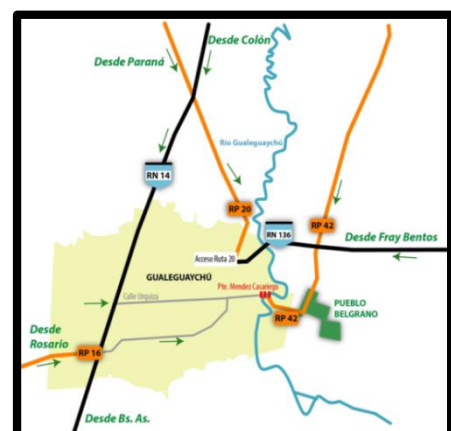 Desde Colón
Desde Paraná
Río Gualeguaychú
RN 14
RP 20
RP 42
RN 136
Desde Fray Bentos
Acceso Ruta 20
GUALEGUAYCHÚ
Pte. Mendez Casariego
Calle Urquiza
PUEBLO
BELGRANO
RP 42
Desde
Rosario
RP 16
Desde Bs. As.